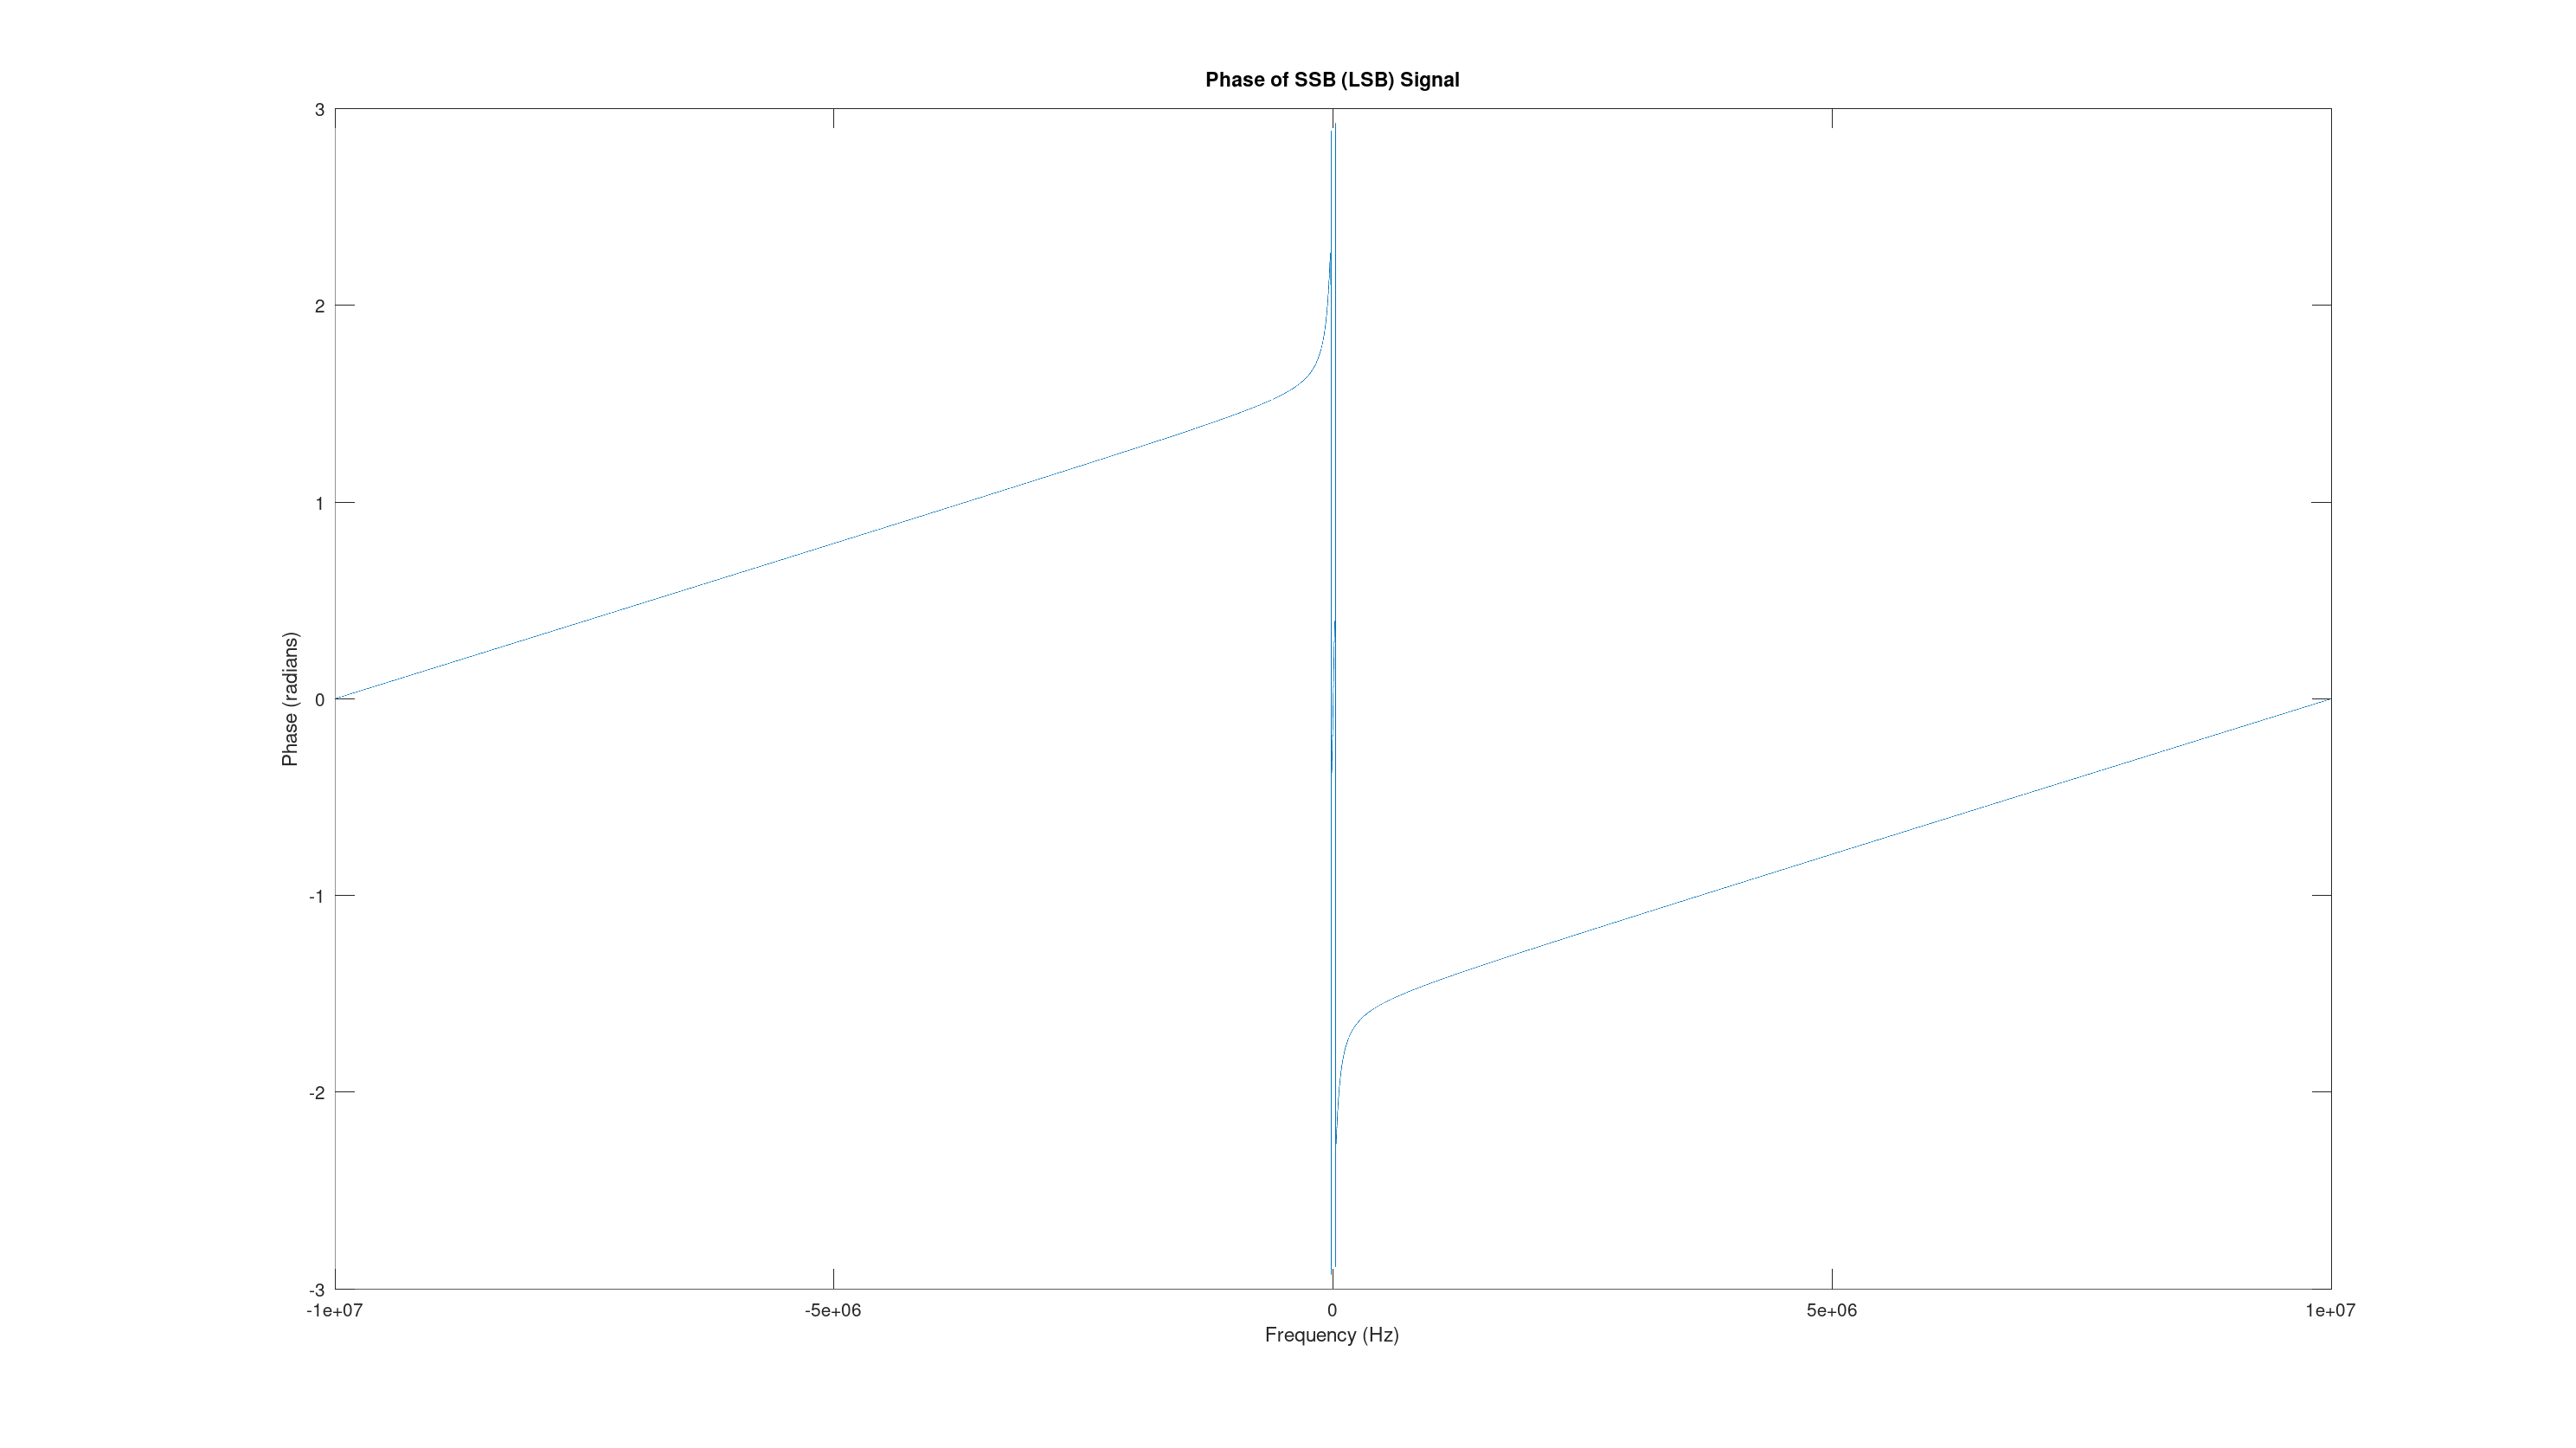 Phase of SSB (LSB) Signal
3
2
1
0
-1
-2
-3
Phase (radians)
-1e+07 -5e+06 0 5e+06 1e+07
Frequency (Hz)